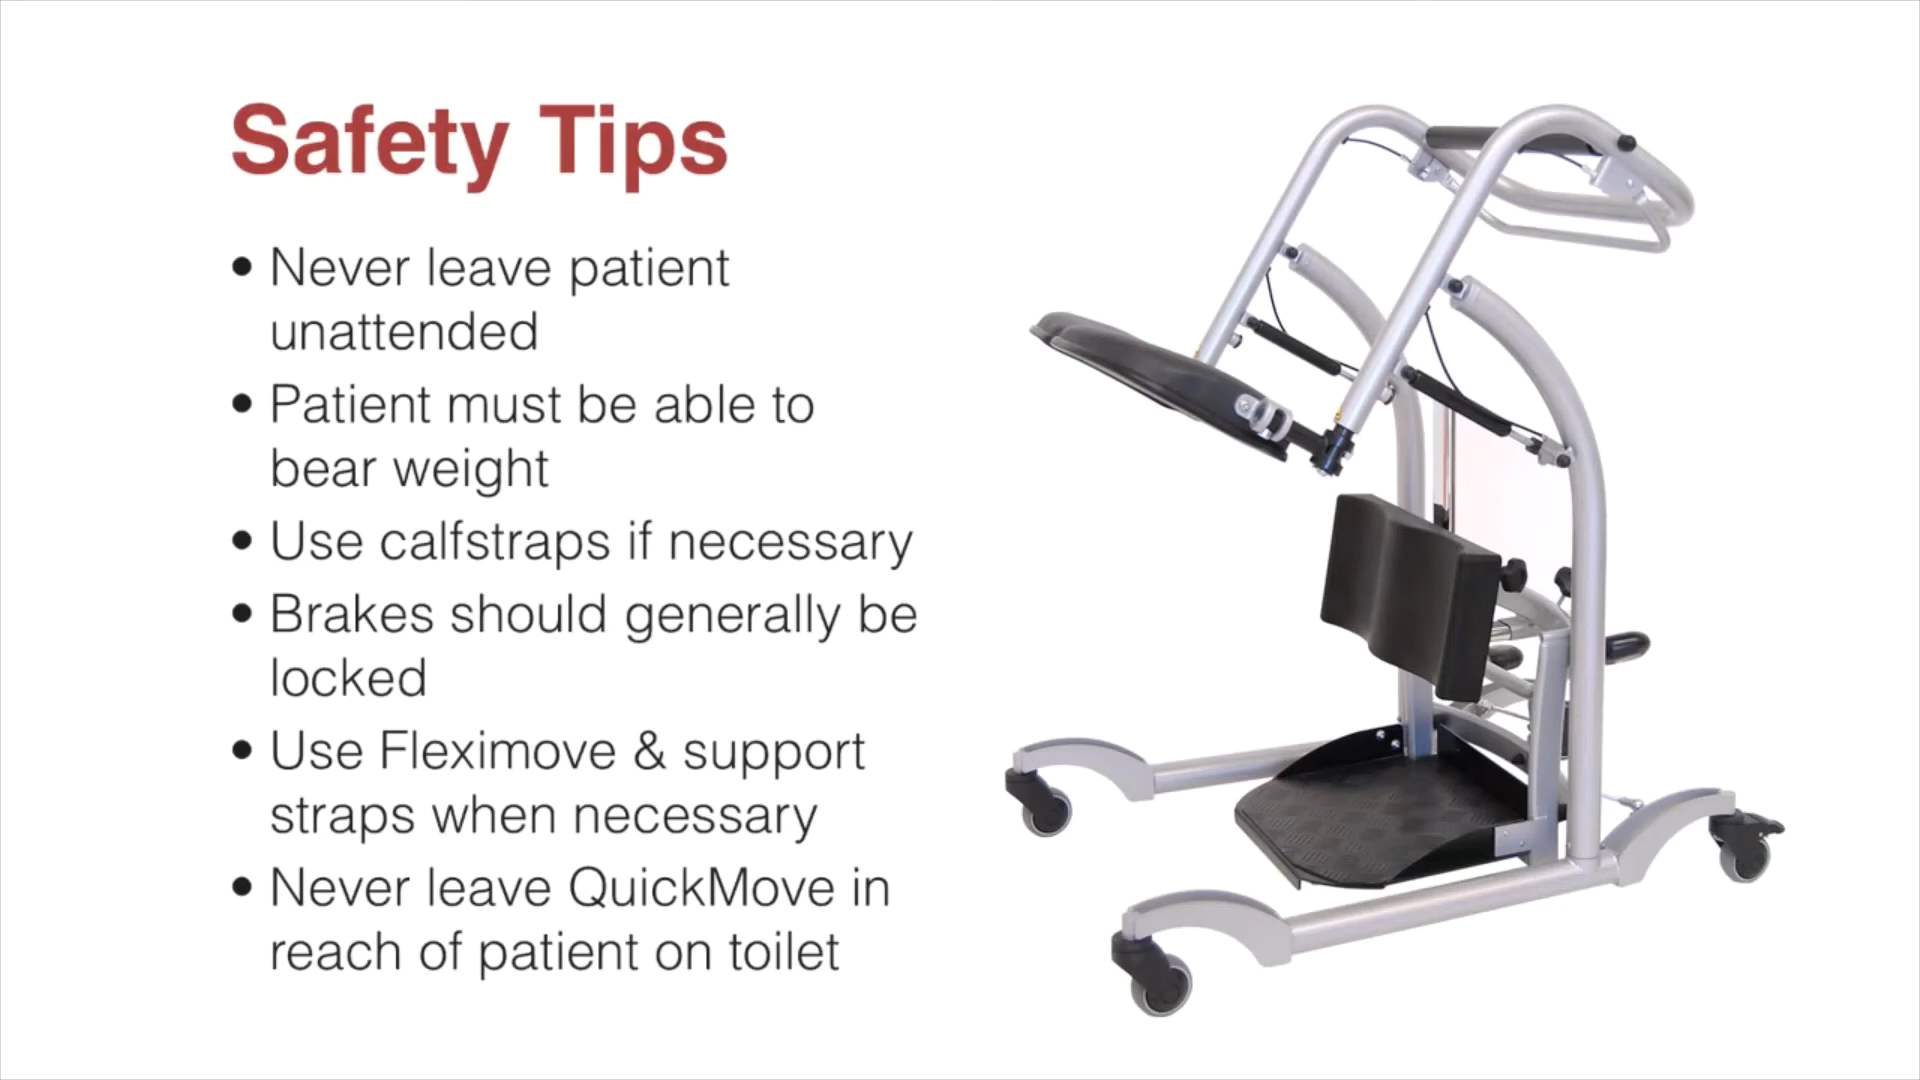 Safety Tips
• Never leave patient
unattended
• Patient must be able to
bear weight
• Use calfstraps if necessary
• Brakes should generally be
locked
• Use Fleximove & support
straps when necessary
• Never leave QuickMove in
reach of patient on toilet